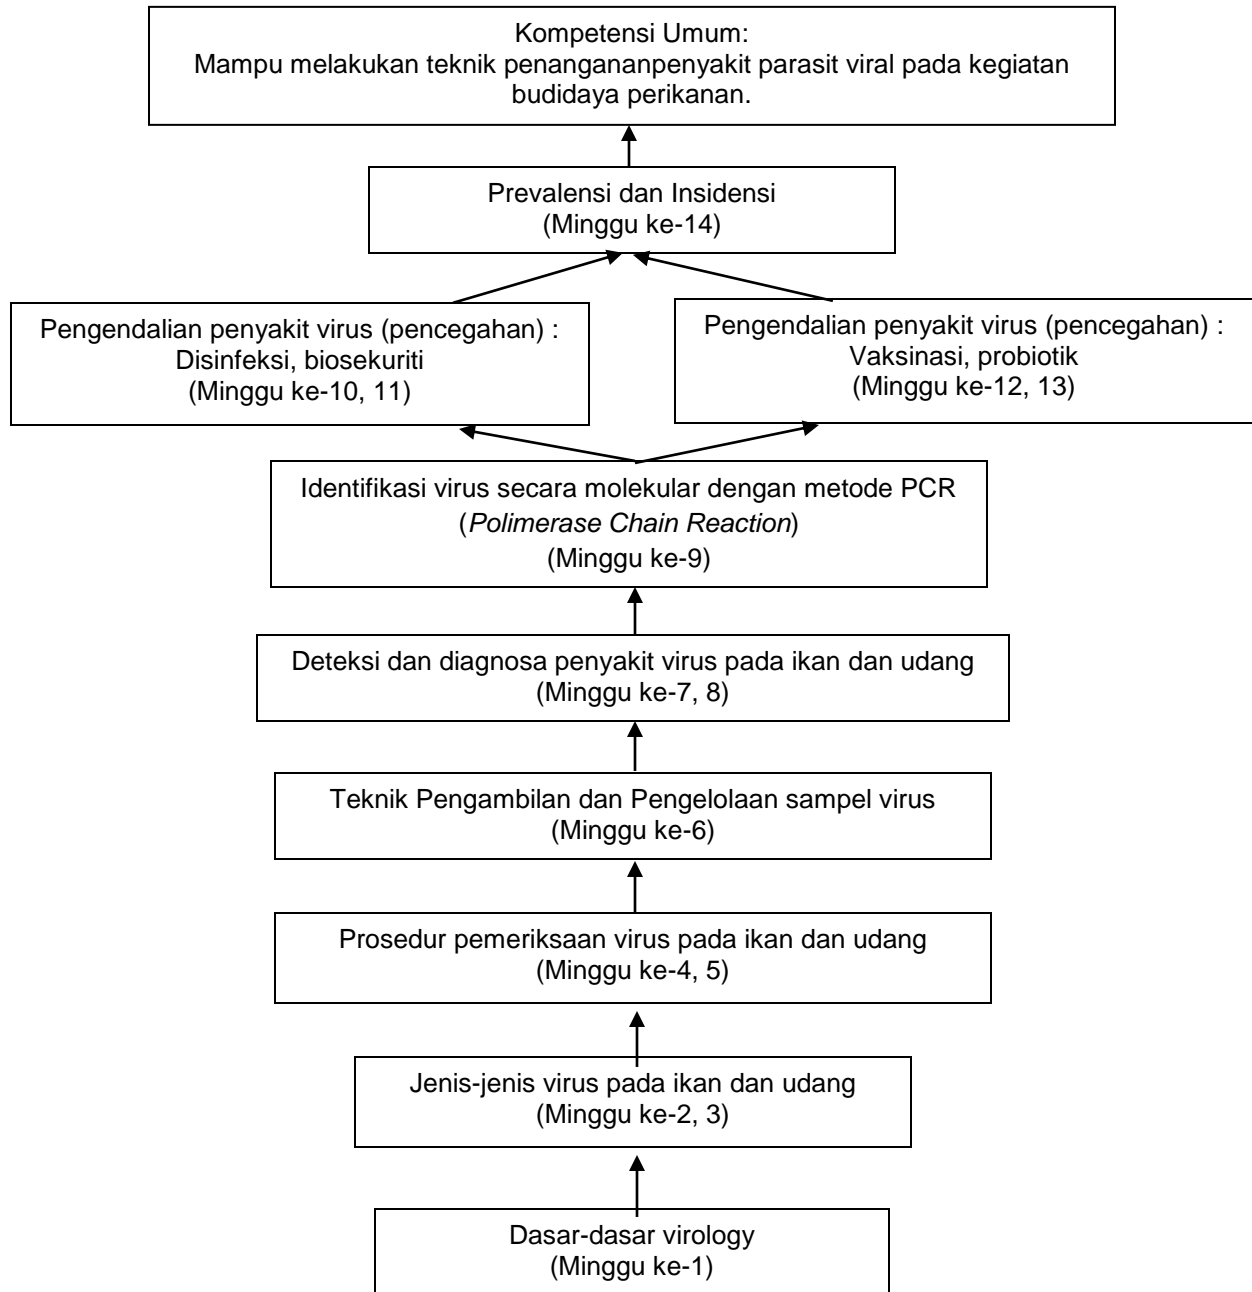 Kompetensi Umum:
Mampu melakukan teknik penangananpenyakit parasit viral pada kegiatan
budidaya perikanan.
Prevalensi dan Insidensi
(Minggu ke-14)
Pengendalian penyakit virus (pencegahan) :
Disinfeksi, biosekuriti
(Minggu ke-10, 11)
Pengendalian penyakit virus (pencegahan) :
Vaksinasi, probiotik
(Minggu ke-12, 13)
Identifikasi virus secara molekular dengan metode PCR
(Polimerase Chain Reaction)
(Minggu ke-9)
Deteksi dan diagnosa penyakit virus pada ikan dan udang
(Minggu ke-7, 8)
Teknik Pengambilan dan Pengelolaan sampel virus
(Minggu ke-6)
Prosedur pemeriksaan virus pada ikan dan udang
(Minggu ke-4, 5)
Jenis-jenis virus pada ikan dan udang
(Minggu ke-2, 3)
Dasar-dasar virology
(Minggu ke-1)